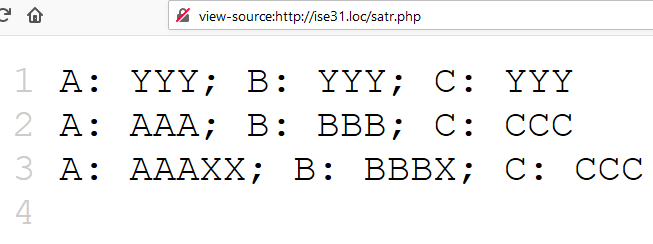 view-source:http://ise31.loc/satr.php
1 A: YYY; B: YYY; C: YYY
2 A: AAA; B: BBB; C: CCC
3 A: AAAXX; B: BBBX; C: CCC
4